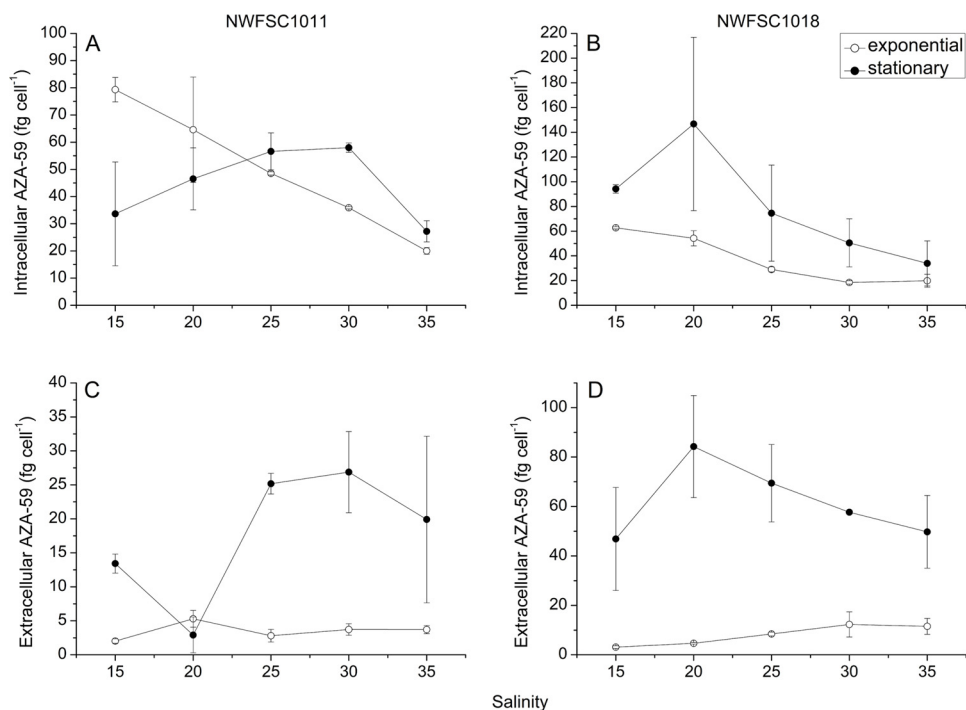 NWFSC1011
NWFSC1018
A
Intracellular AZA-59 (fg cell⁻¹)
100
90
80
70
60
50
40
30
20
10
0
15 20 25 30 35
B
exponential
stationary
Intracellular AZA-59 (fg cell⁻¹)
220
200
180
160
140
120
100
80
60
40
20
0
15 20 25 30 35
C
Extracellular AZA-59 (fg cell⁻¹)
40
35
30
25
20
15
10
5
0
15 20 25 30 35
D
Extracellular AZA-59 (fg cell⁻¹)
100
80
60
40
20
0
15 20 25 30 35
Salinity